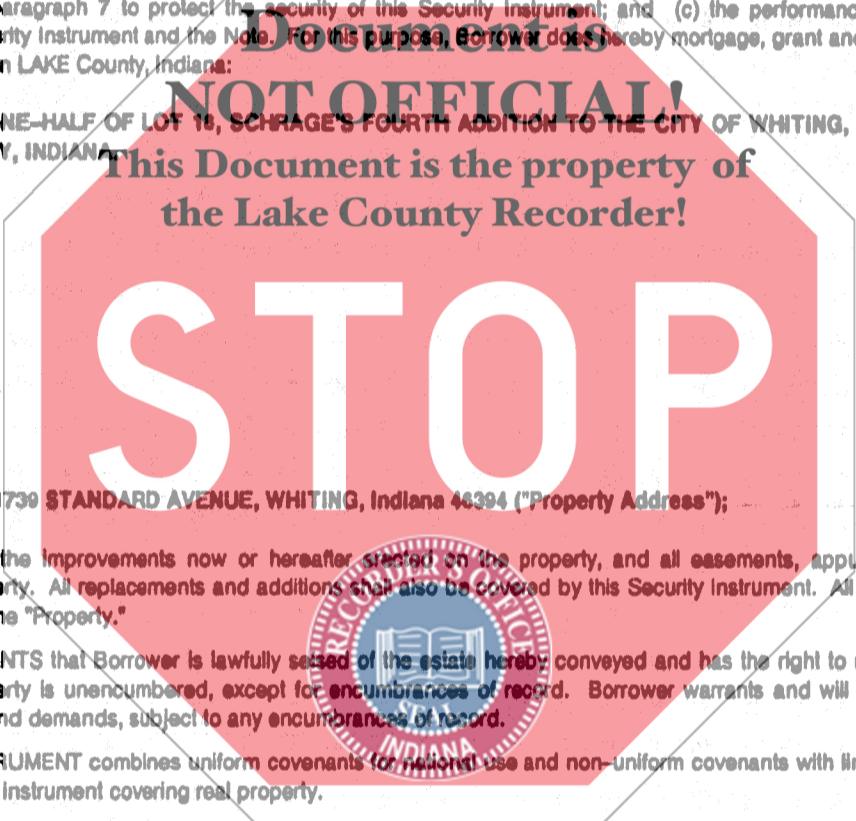 aragraph 7 to protect the security of this Security Instrument; and (c) the performanc
rity Instrument and the Note. For this purpose, Borrower does hereby mortgage, grant and
n LAKE County, Indiana:
Document is
NOT OFFICIAL!
NE-HALF OF LOT 18, SCHRAGE'S FOURTH ADDITION TO THE CITY OF WHITING,
Y, INDIANA
This Document is the property of
the Lake County Recorder!
STOP
739 STANDARD AVENUE, WHITING, Indiana 46394 ("Property Address");
the improvements now or hereafter erected on the property, and all easements, appu
rty. All replacements and additions shall also be covered by this Security Instrument. All
he "Property."
RECORDER'S OFFICE
SEAL
INDIANA
NTS that Borrower is lawfully seised of the estate hereby conveyed and has the right to
erty is unencumbered, except for encumbrances of record. Borrower warrants and will
nd demands, subject to any encumbrances of record.
RUMENT combines uniform covenants for national use and non-uniform covenants with lim
instrument covering real property.